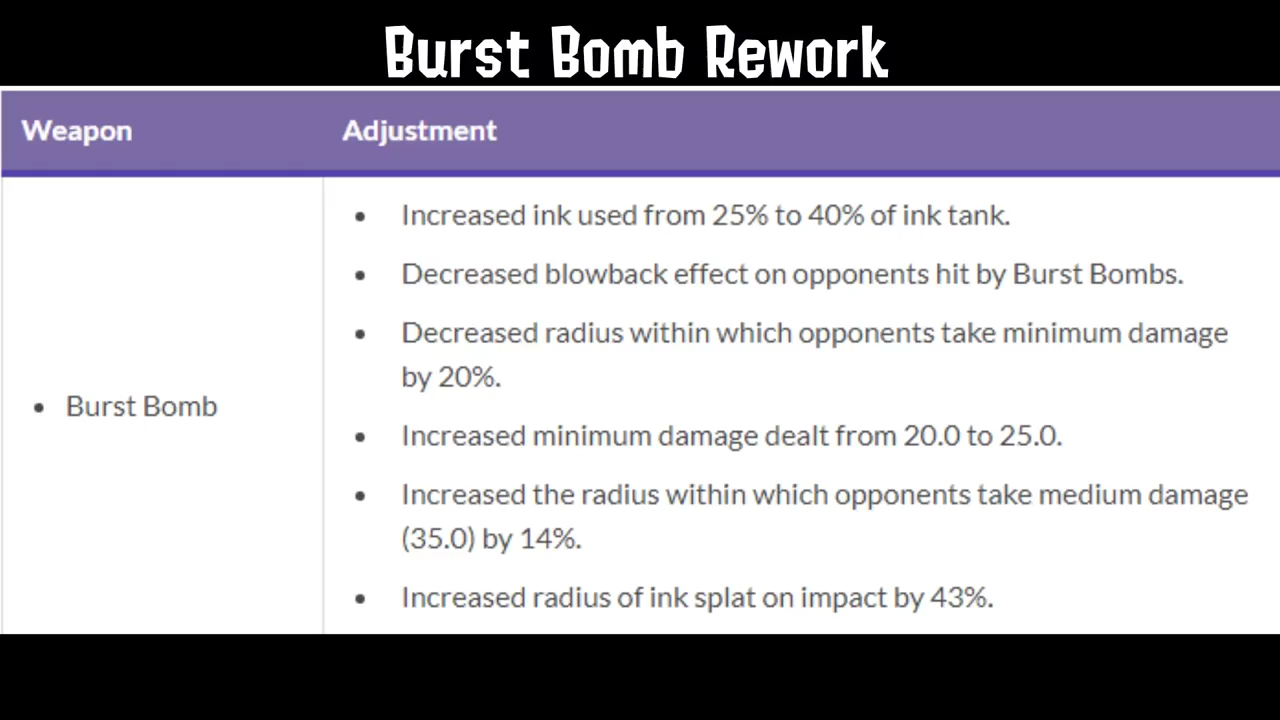 Burst Bomb Rework
Weapon Adjustment
• Increased ink used from 25% to 40% of ink tank.
• Decreased blowback effect on opponents hit by Burst Bombs.
• Decreased radius within which opponents take minimum damage
by 20%.
• Burst Bomb
• Increased minimum damage dealt from 20.0 to 25.0.
• Increased the radius within which opponents take medium damage
(35.0) by 14%.
• Increased radius of ink splat on impact by 43%.